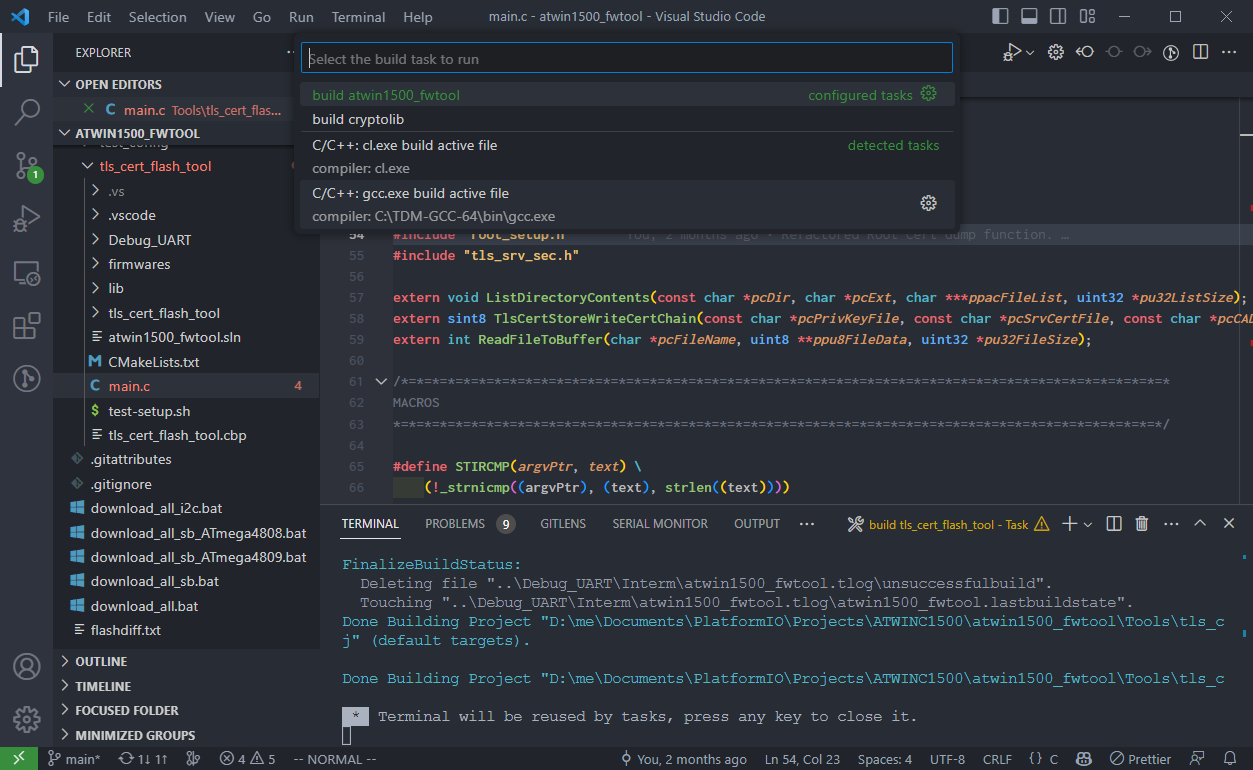 File Edit Selection View Go Run Terminal Help main.c - atwin1500_fwtool - Visual Studio Code
EXPLORER
OPEN EDITORS
C main.c Tools\tls_cert_flas...
ATWIN1500_FWTOOL
tls_cert_flash_tool
.vs
.vscode
Debug_UART
firmwares
lib
tls_cert_flash_tool
atwin1500_fwtool.sln
CMakeLists.txt
C main.c 4
$ test-setup.sh
tls_cert_flash_tool.cbp
.gitattributes
.gitignore
download_all_i2c.bat
download_all_sb_ATmega4808.bat
download_all_sb_ATmega4809.bat
download_all_sb.bat
download_all.bat
flashdiff.txt
OUTLINE
TIMELINE
FOCUSED FOLDER
MINIMIZED GROUPS
1
Select the build task to run
build atwin1500_fwtool configured tasks
build cryptolib
C/C++: cl.exe build active file detected tasks
compiler: cl.exe
C/C++: gcc.exe build active file
compiler: C:\TDM-GCC-64\bin\gcc.exe
54 #include "root_setup.h" You, 2 months ago • Refactored Root Cert dump function. …
55 #include "tls_srv_sec.h"
56
57 extern void ListDirectoryContents(const char *pcDir, char *pcExt, char ***ppacFileList, uint32 *pu32ListSize);
58 extern sint8 TlsCertStoreWriteCertChain(const char *pcPrivKeyFile, const char *pcSrvCertFile, const char *pcCAD
59 extern int ReadFileToBuffer(char *pcFileName, uint8 **ppu8FileData, uint32 *pu32FileSize);
60
61 /*=*=*=*=*=*=*=*=*=*=*=*=*=*=*=*=*=*=*=*=*=*=*=*=*=*=*=*=*=*=*=*=*=*=*=*=*=*=*=*=*=*=*=*=*=*=*=*=*=*
62 MACROS
63 *=*=*=*=*=*=*=*=*=*=*=*=*=*=*=*=*=*=*=*=*=*=*=*=*=*=*=*=*=*=*=*=*=*=*=*=*=*=*=*=*=*=*=*=*=*=*=*=*=*/
64
65 #define STIRCMP(argvPtr, text) \
66 (!_strnicmp((argvPtr), (text), strlen((text))))
TERMINAL PROBLEMS 9 GITLENS SERIAL MONITOR OUTPUT ··· build tls_cert_flash_tool - Task
FinalizeBuildStatus:
Deleting file "..\Debug_UART\Interm\atwin1500_fwtool.tlog\unsuccessfulbuild".
Touching "..\Debug_UART\Interm\atwin1500_fwtool.tlog\atwin1500_fwtool.lastbuildstate".
Done Building Project "D:\me\Documents\PlatformIO\Projects\ATWINC1500\atwin1500_fwtool\Tools\tls_c
j" (default targets).
Done Building Project "D:\me\Documents\PlatformIO\Projects\ATWINC1500\atwin1500_fwtool\Tools\tls_c
* Terminal will be reused by tasks, press any key to close it.
main* 1↓ 1↑ 4 5 -- NORMAL -- You, 2 months ago Ln 54, Col 23 Spaces: 4 UTF-8 CRLF {} C Prettier